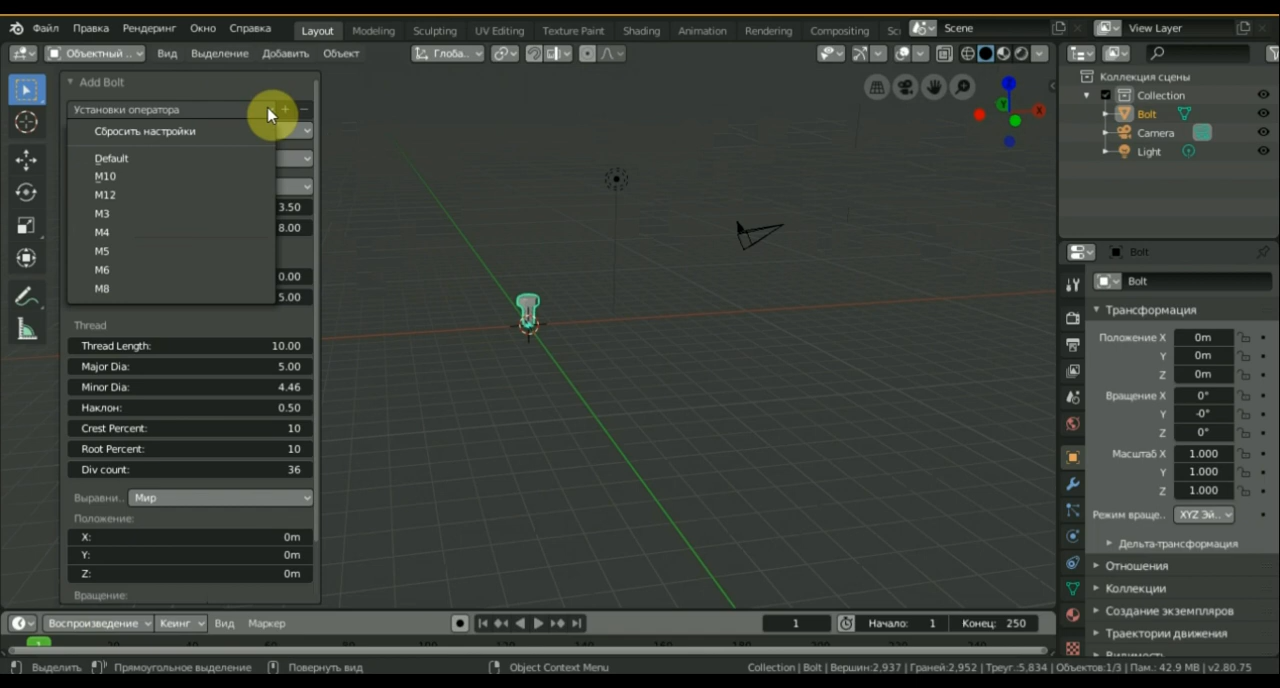 Файл Правка Рендеринг Окно Справка Layout Modeling Sculpting UV Editing Texture Paint Shading Animation Rendering Compositing Sc Scene View Layer
Объектный .. Вид Выделение Добавить Объект Глоба..
Add Bolt
Установки оператора
Сбросить настройки
Default
M10
M12
M3
M4
M5
M6
M8
3.50
8.00
0.00
5.00
Thread
Thread Length: 10.00
Major Dia: 5.00
Minor Dia: 4.46
Наклон: 0.50
Crest Percent: 10
Root Percent: 10
Div count: 36
Выравни.. Мир
Положение:
X: 0m
Y: 0m
Z: 0m
Вращение:
Z
Y
X
Коллекция сцены
Collection
Bolt
Camera
Light
Bolt
Bolt
Трансформация
Положение X 0m
Y 0m
Z 0m
Вращение X 0°
Y -0°
Z 0°
Масштаб X 1.000
Y 1.000
Z 1.000
Режим враще.. XYZ Эй..
Дельта-трансформация
Отношения
Коллекции
Создание экземпляров
Траектории движения
Видимость
Воспроизведение Кеинг Вид Маркер 1 Начало: 1 Конец: 250
1
Выделить Прямоугольное выделение Повернуть вид Object Context Menu Collection | Bolt | Вершин:2,937 | Граней:2,952 | Треуг.:5,834 | Объектов:1/3 | Пам.: 42.9 MB | v2.80.75